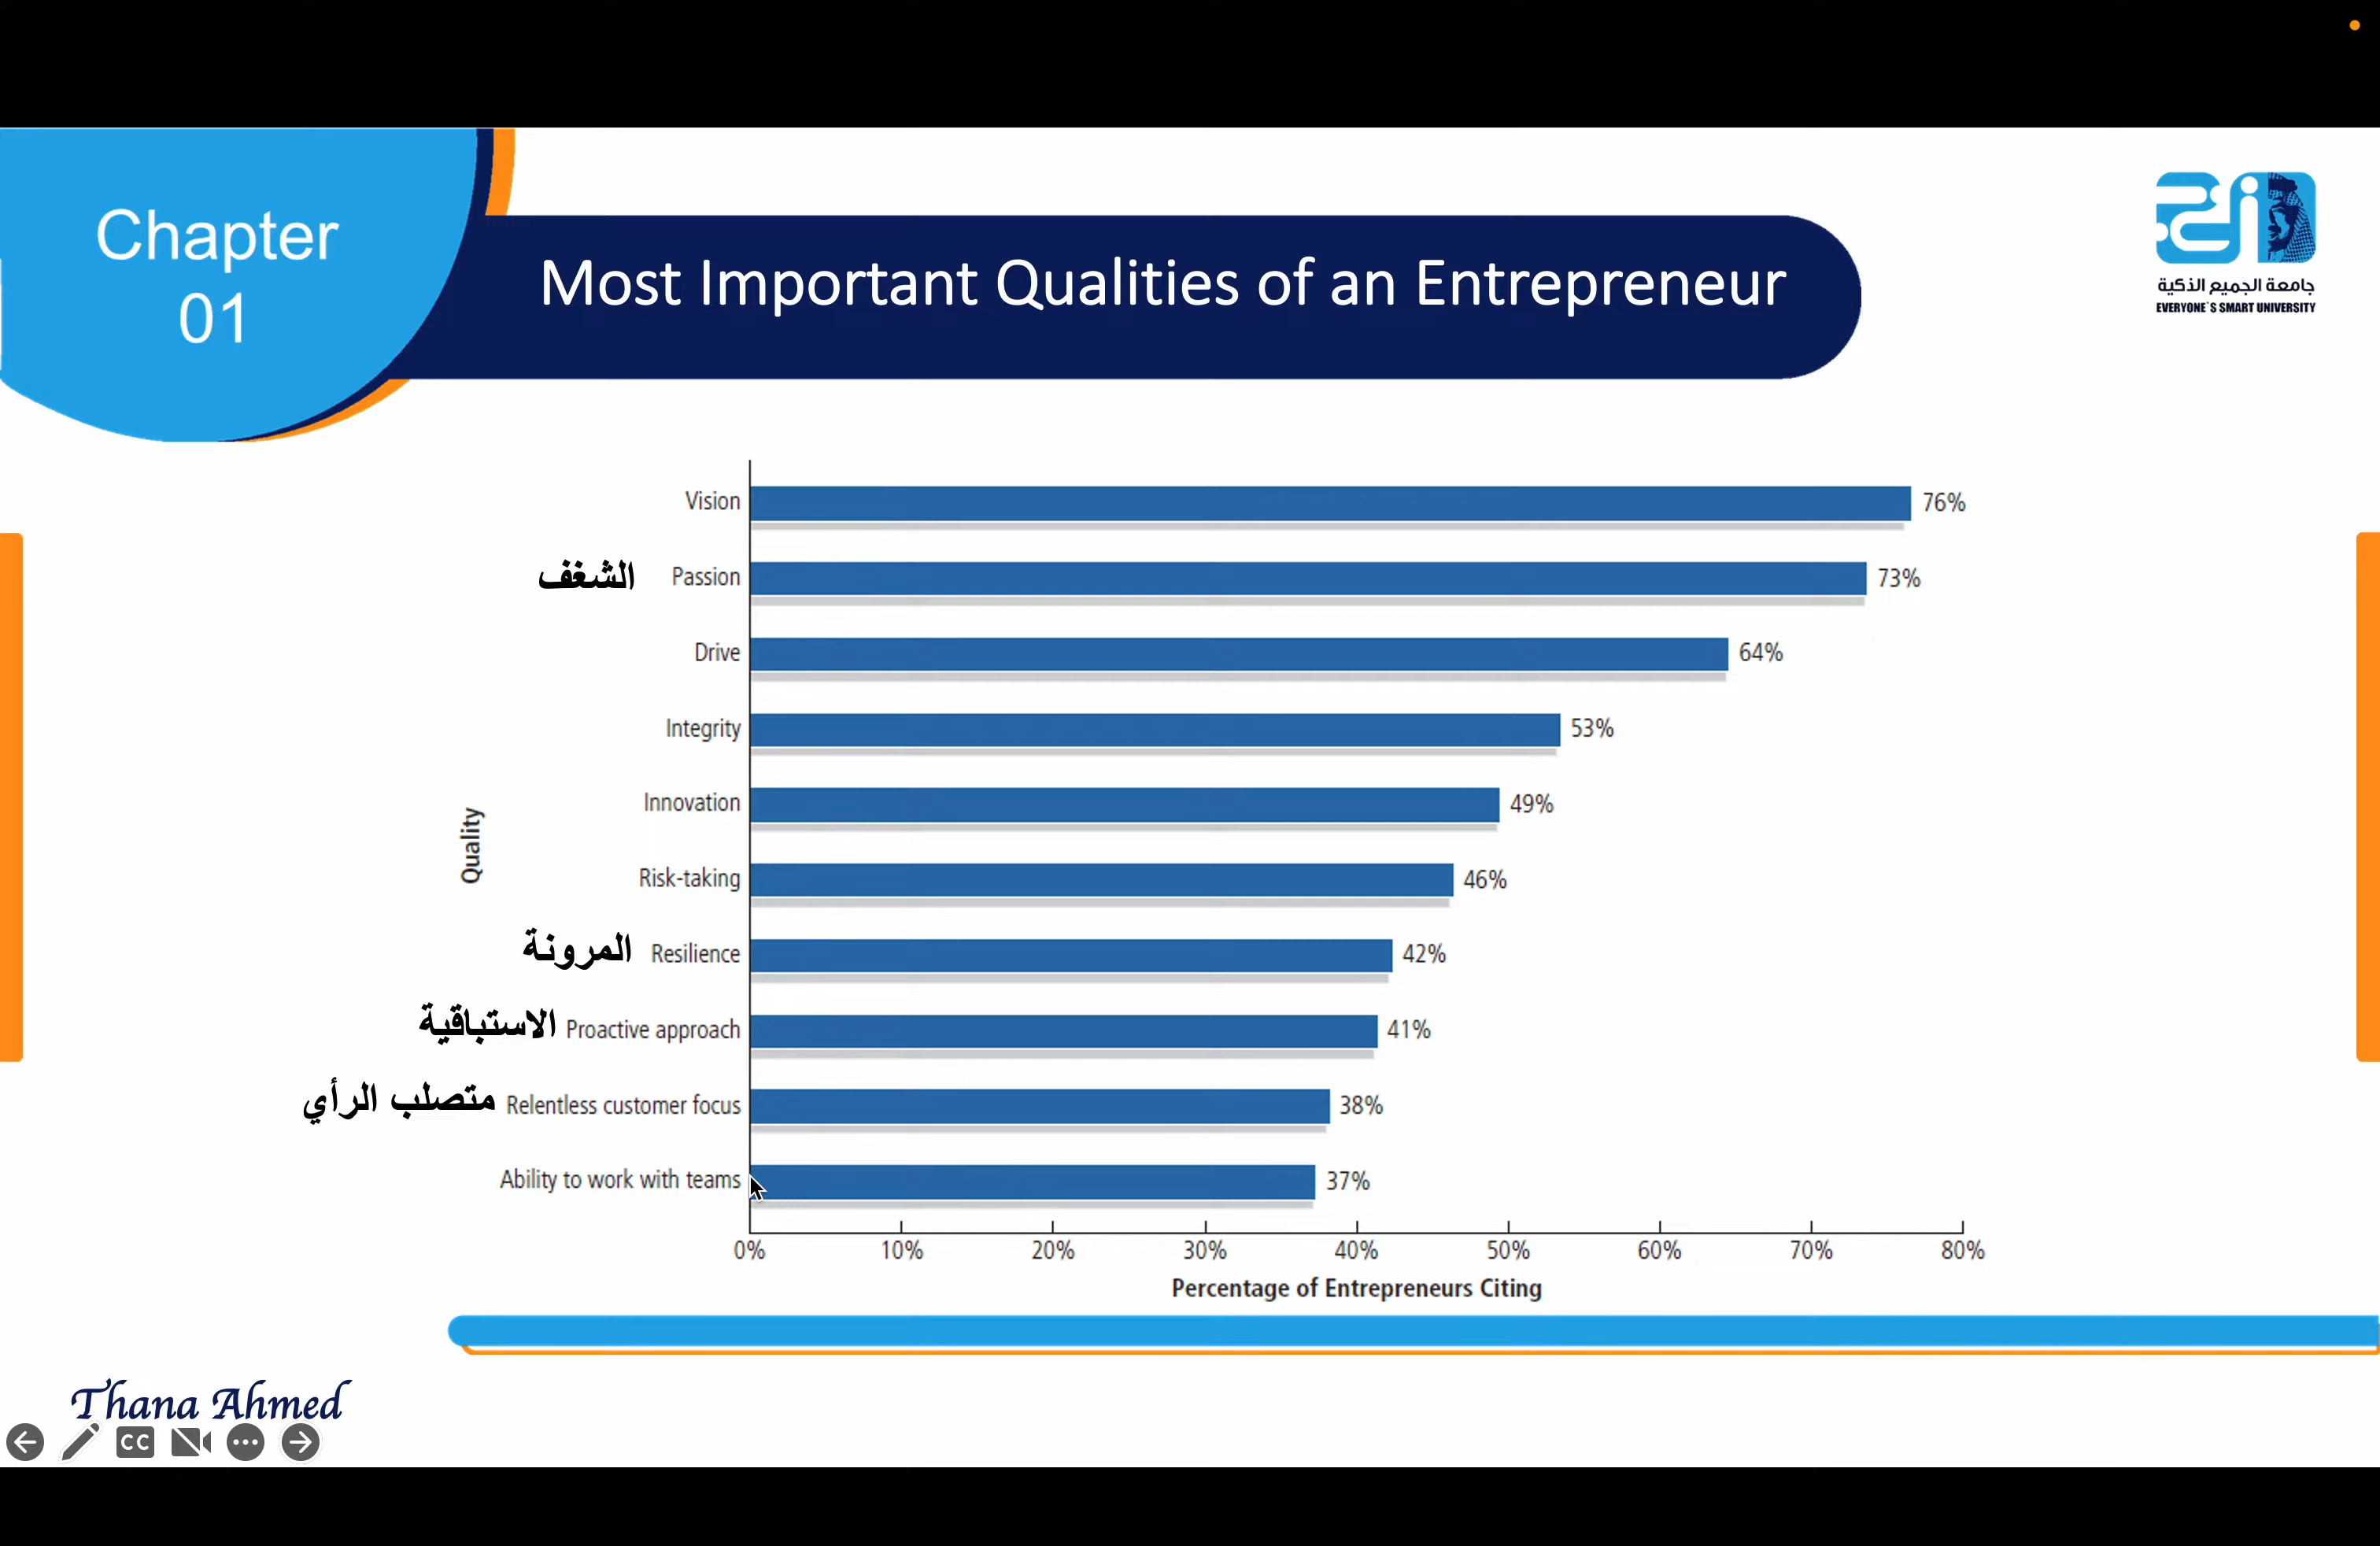 Chapter
01
Most Important Qualities of an Entrepreneur
جامعة الجميع الذكية
EVERYONE`S SMART UNIVERSITY
Quality
Vision 76%
الشغف Passion 73%
Drive 64%
Integrity 53%
Innovation 49%
Risk-taking 46%
المرونة Resilience 42%
الاستباقية Proactive approach 41%
متصلب الرأي Relentless customer focus 38%
Ability to work with teams 37%
0% 10% 20% 30% 40% 50% 60% 70% 80%
Percentage of Entrepreneurs Citing
Thana Ahmed
CC